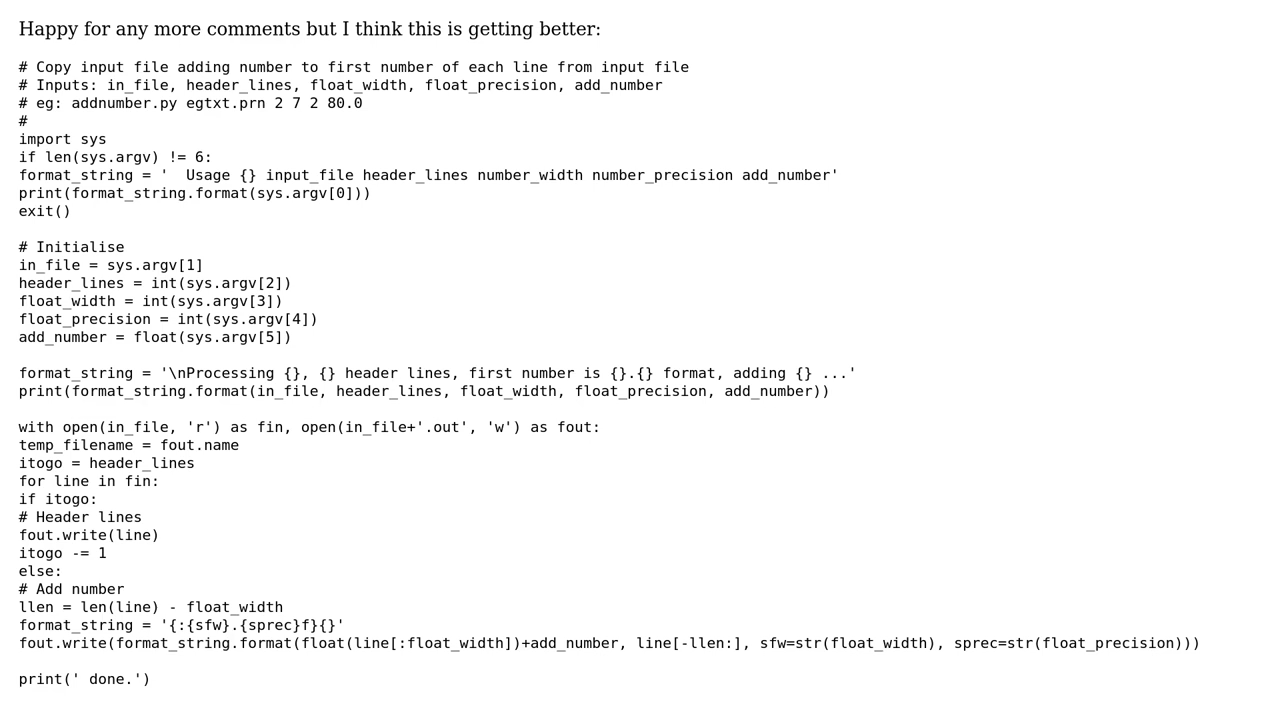 Happy for any more comments but I think this is getting better:
# Copy input file adding number to first number of each line from input file
# Inputs: in_file, header_lines, float_width, float_precision, add_number
# eg: addnumber.py egtxt.prn 2 7 2 80.0
#
import sys
if len(sys.argv) != 6:
format_string = '  Usage {} input_file header_lines number_width number_precision add_number'
print(format_string.format(sys.argv[0]))
exit()

# Initialise
in_file = sys.argv[1]
header_lines = int(sys.argv[2])
float_width = int(sys.argv[3])
float_precision = int(sys.argv[4])
add_number = float(sys.argv[5])

format_string = '\nProcessing {}, {} header lines, first number is {}.{} format, adding {} ...'
print(format_string.format(in_file, header_lines, float_width, float_precision, add_number))

with open(in_file, 'r') as fin, open(in_file+'.out', 'w') as fout:
temp_filename = fout.name
itogo = header_lines
for line in fin:
if itogo:
# Header lines
fout.write(line)
itogo -= 1
else:
# Add number
llen = len(line) - float_width
format_string = '{:{sfw}.{sprec}f}{}'
fout.write(format_string.format(float(line[:float_width])+add_number, line[-llen:], sfw=str(float_width), sprec=str(float_precision)))

print(' done.')